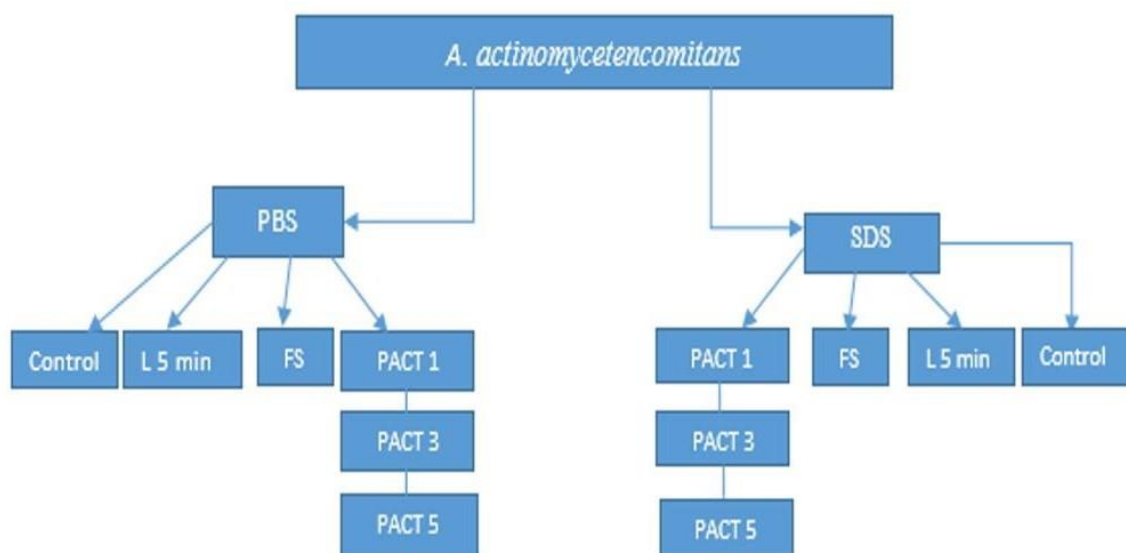 A. actinomycetencomitans
PBS
SDS
Control
L 5 min
FS
PACT 1
PACT 1
FS
L 5 min
Control
PACT 3
PACT 3
PACT 5
PACT 5